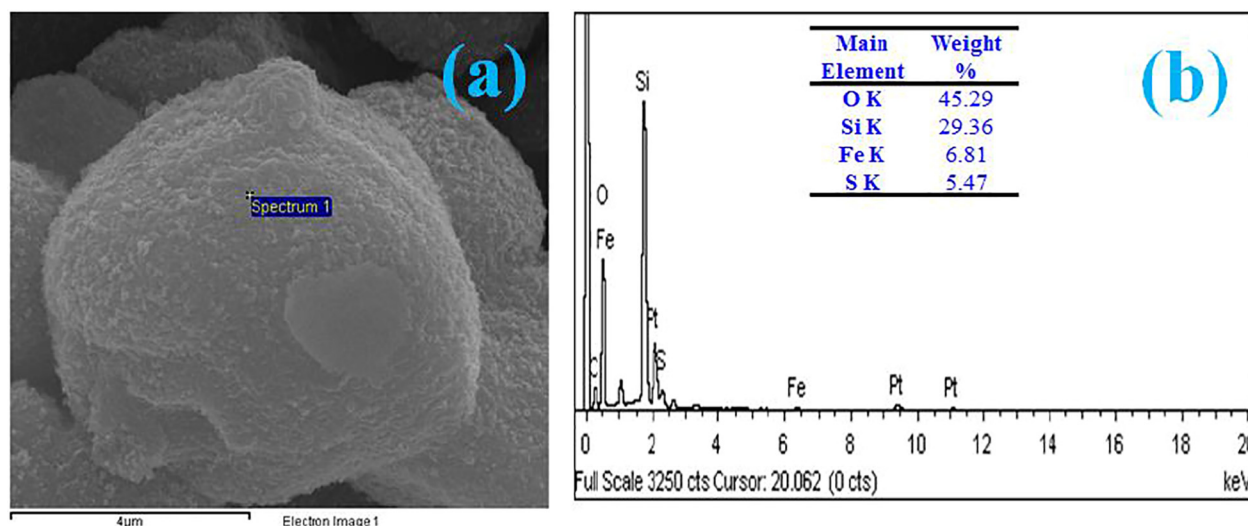 (a)
Spectrum 1
4µm
Electron Image 1
(b)
Main Weight
Element %
O K 45.29
Si K 29.36
Fe K 6.81
S K 5.47
Si
O
Fe
Pt
C
S
Fe
Pt
Pt
0 2 4 6 8 10 12 14 16 18 20
Full Scale 3250 cts Cursor: 20.062 (0 cts)
keV